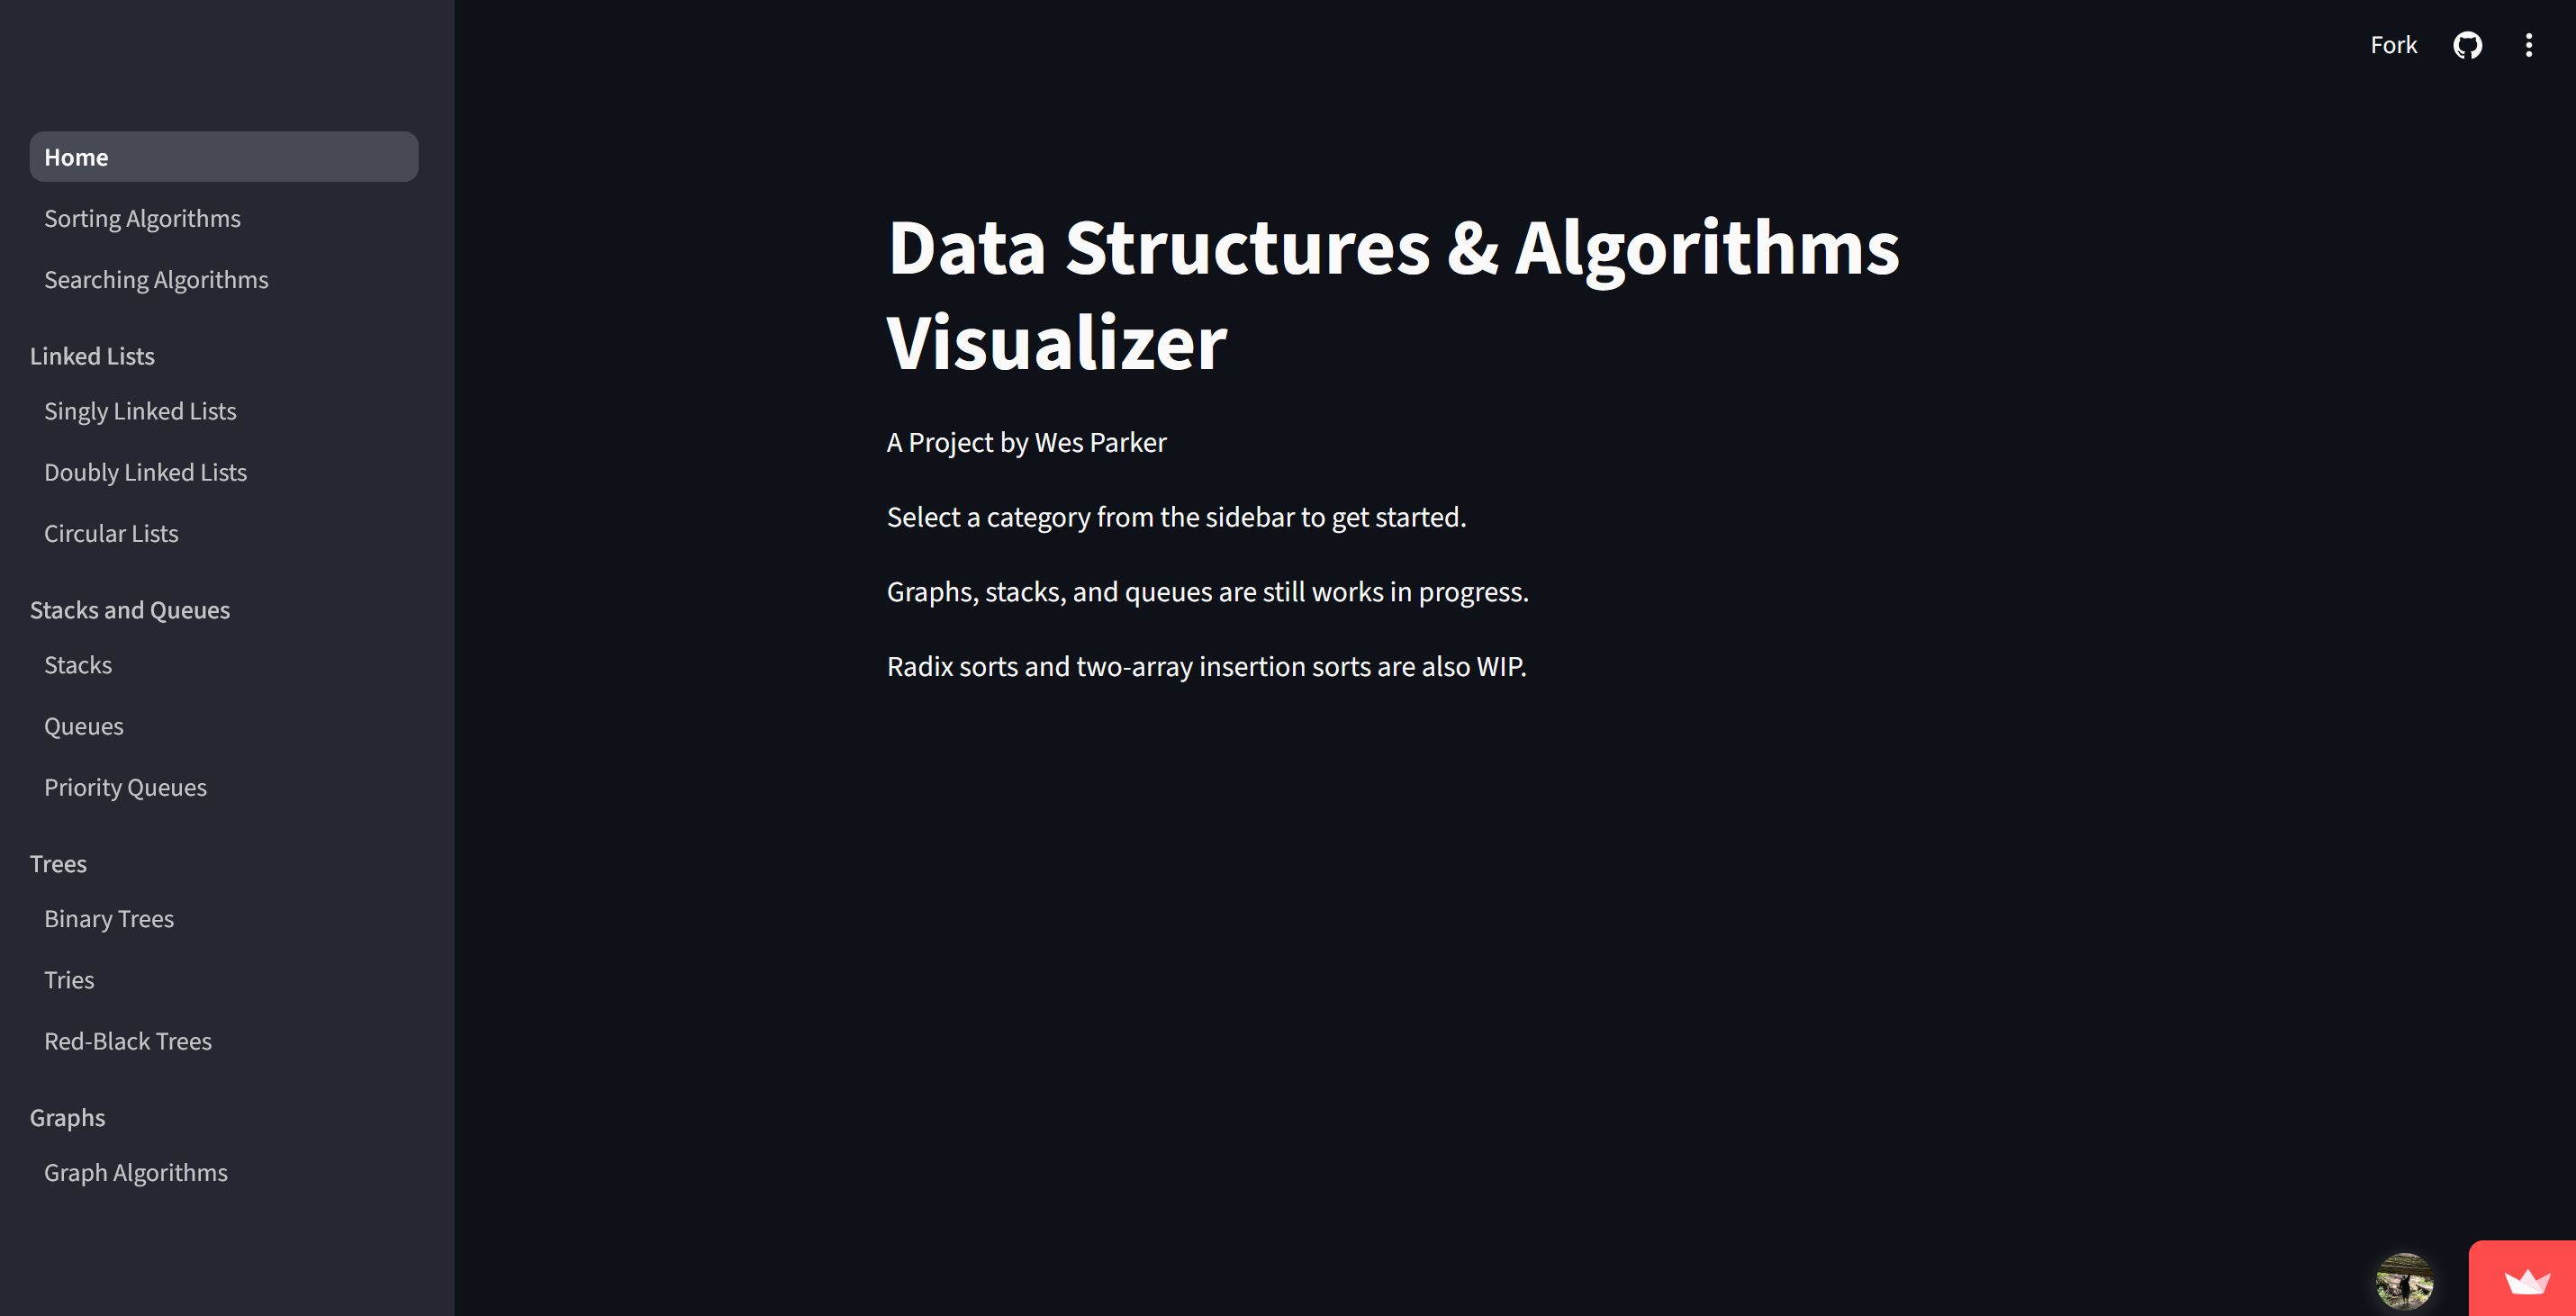 Fork
Home
Sorting Algorithms
Searching Algorithms
Linked Lists
Singly Linked Lists
Doubly Linked Lists
Circular Lists
Stacks and Queues
Stacks
Queues
Priority Queues
Trees
Binary Trees
Tries
Red-Black Trees
Graphs
Graph Algorithms
Data Structures & Algorithms
Visualizer
A Project by Wes Parker
Select a category from the sidebar to get started.
Graphs, stacks, and queues are still works in progress.
Radix sorts and two-array insertion sorts are also WIP.